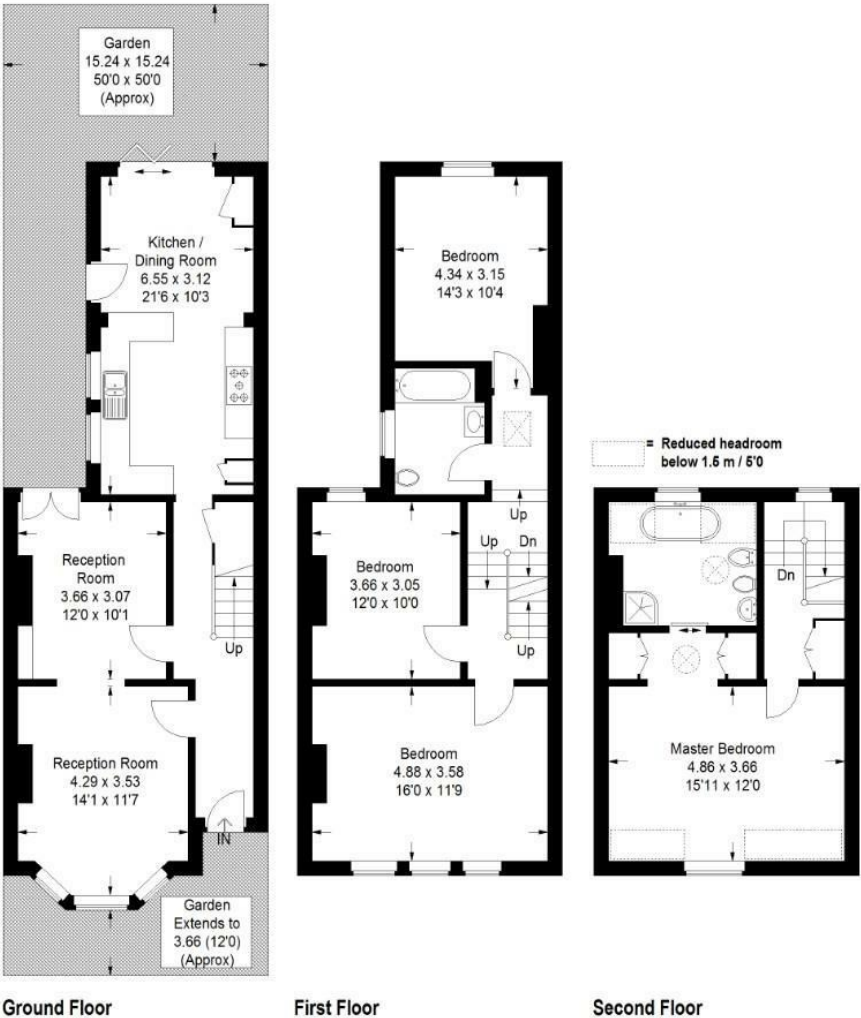 Garden
15.24 x 15.24
50'0 x 50'0
(Approx)
Kitchen /
Dining Room
6.55 x 3.12
21'6 x 10'3
Reception
Room
3.66 x 3.07
12'0 x 10'1
Up
Reception Room
4.29 x 3.53
14'1 x 11'7
IN
Garden
Extends to
3.66 (12'0)
(Approx)
Ground Floor
Bedroom
4.34 x 3.15
14'3 x 10'4
Up
Up
Dn
Bedroom
3.66 x 3.05
12'0 x 10'0
Bedroom
4.88 x 3.58
16'0 x 11'9
First Floor
= Reduced headroom
below 1.5 m / 5'0
Dn
Master Bedroom
4.86 x 3.66
15'11 x 12'0
Second Floor